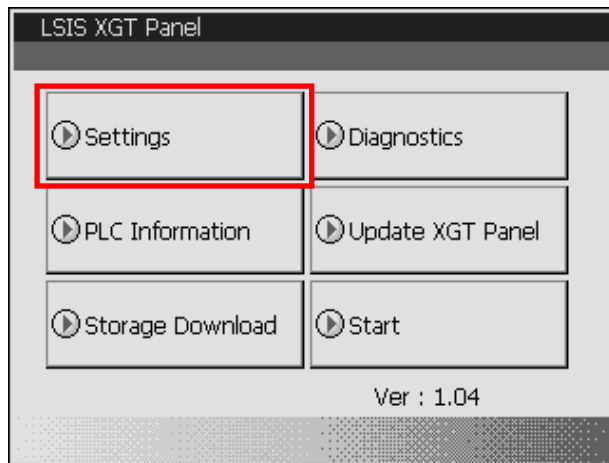 LSIS XGT Panel
Settings
Diagnostics
PLC Information
Update XGT Panel
Storage Download
Start
Ver : 1.04